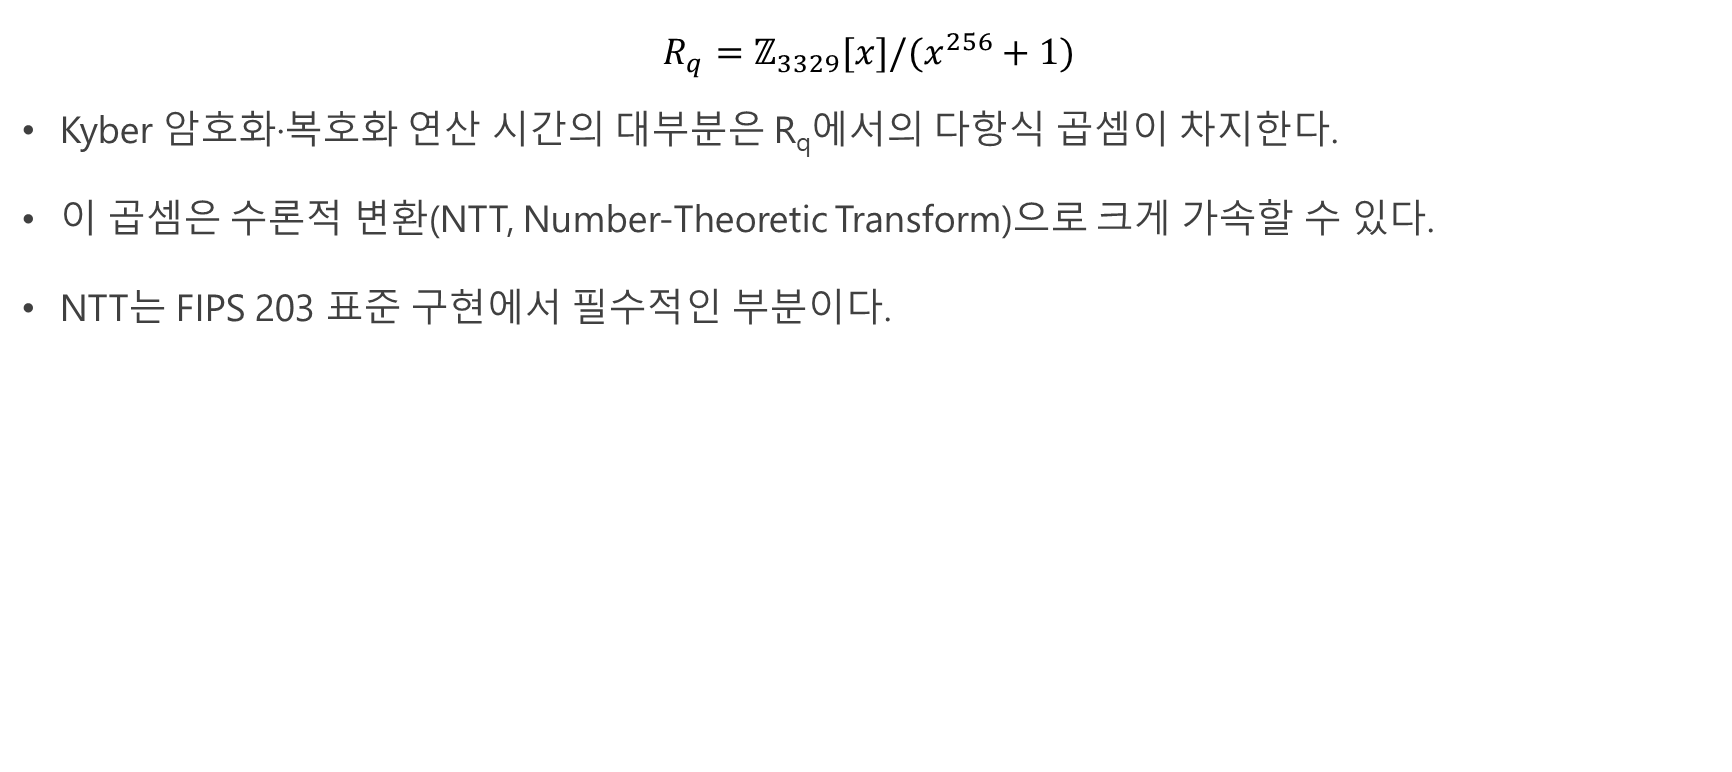 R_q = ℤ_3329[x]/(x^256 + 1)
• Kyber 암호화·복호화 연산 시간의 대부분은 R_q에서의 다항식 곱셈이 차지한다.
• 이 곱셈은 수론적 변환(NTT, Number-Theoretic Transform)으로 크게 가속할 수 있다.
• NTT는 FIPS 203 표준 구현에서 필수적인 부분이다.